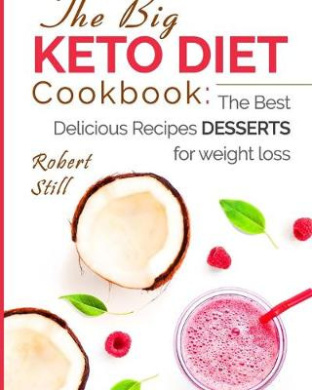 The Big
KETO DIET
Cookbook: The Best
Delicious Recipes DESSERTS
for weight loss
Robert
Still